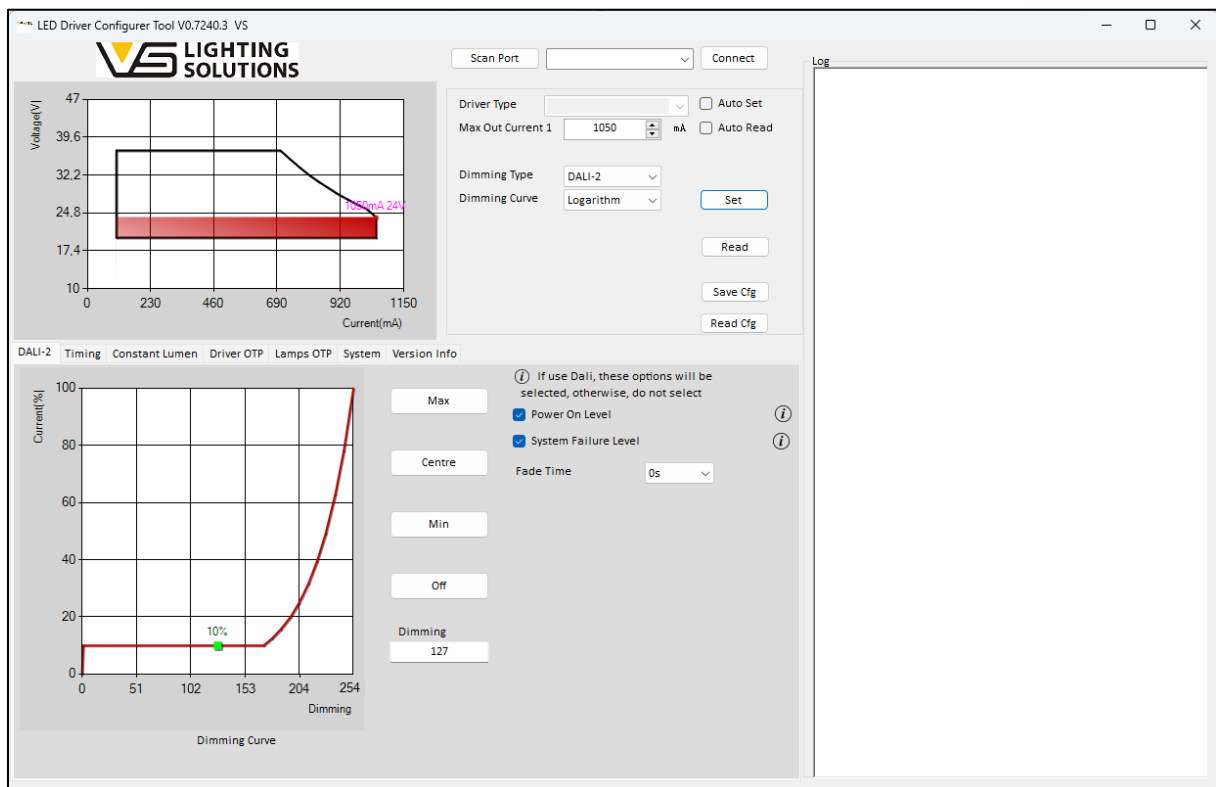 LED Driver Configurer Tool V0.7240.3 VS
VS LIGHTING SOLUTIONS
Scan Port
Connect
Log
Voltage[V]
47
39,6
32,2
24,8
17,4
10
0 230 460 690 920 1150
Current(mA)
1050mA 24V
Driver Type
Auto Set
Max Out Current 1 1050 mA
Auto Read
Dimming Type DALI-2
Dimming Curve Logarithm
Set
Read
Save Cfg
Read Cfg
DALI-2 Timing Constant Lumen Driver OTP Lamps OTP System Version Info
Current[%]
100
80
60
40
20
0
10%
0 51 102 153 204 254
Dimming
Dimming Curve
Max
Centre
Min
Off
Dimming
127
i If use Dali, these options will be
selected, otherwise, do not select
Power On Level i
System Failure Level i
Fade Time 0s